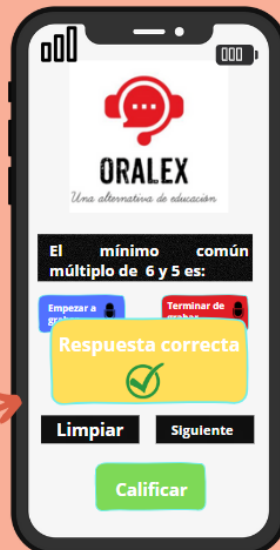 ORALEX
Una alternativa de educación
El mínimo común
múltiplo de 6 y 5 es:
Empezar a
Terminar de
Respuesta correcta
Limpiar
Siguiente
Calificar